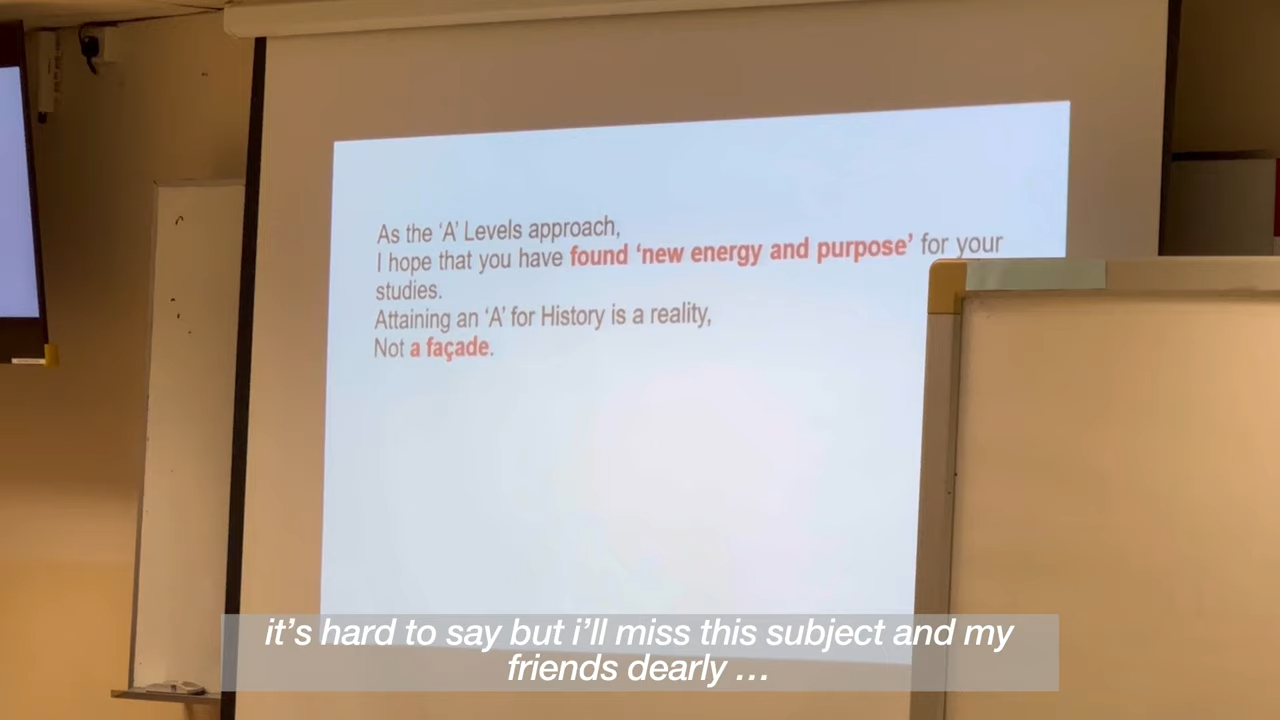 As the ‘A’ Levels approach,
I hope that you have found ‘new energy and purpose’ for your
studies.
Attaining an ‘A’ for History is a reality,
Not a façade.
it’s hard to say but i’ll miss this subject and my
friends dearly …